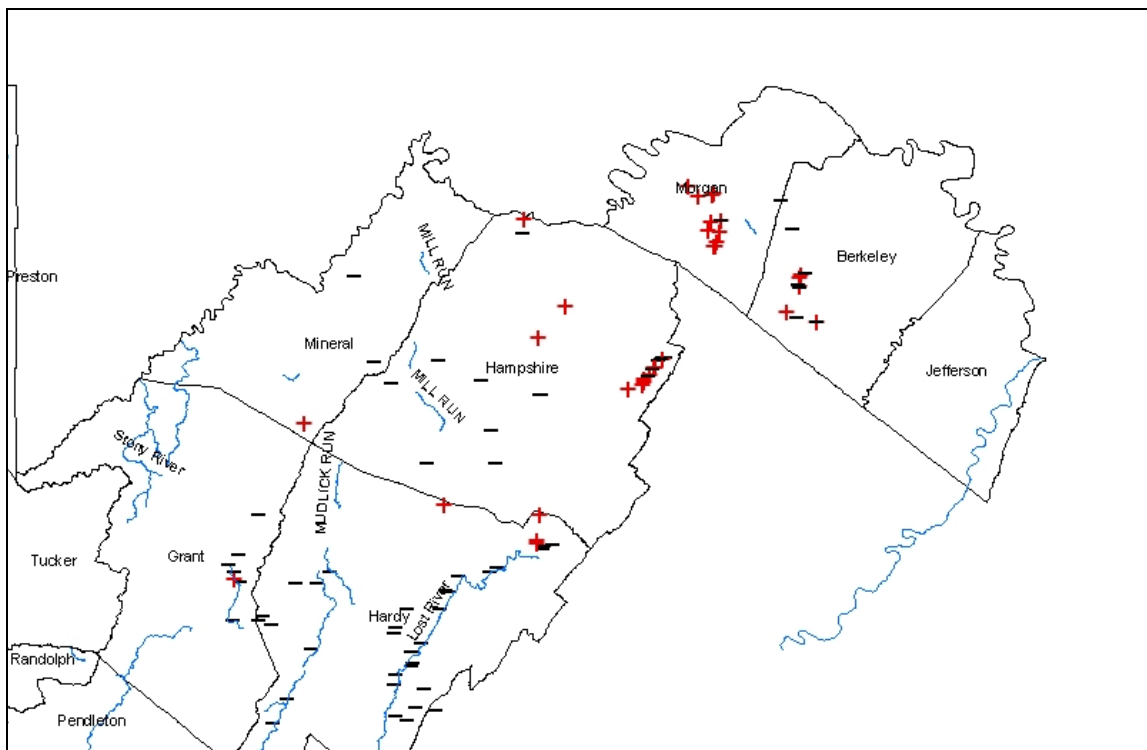 Morgan
MILL RUN
Berkeley
Preston
Mineral
Hampshire
Jefferson
MILL RUN
Stony River
MUDLICK RUN
Tucker
Grant
Hardy
Lost River
Randolph
Pendleton